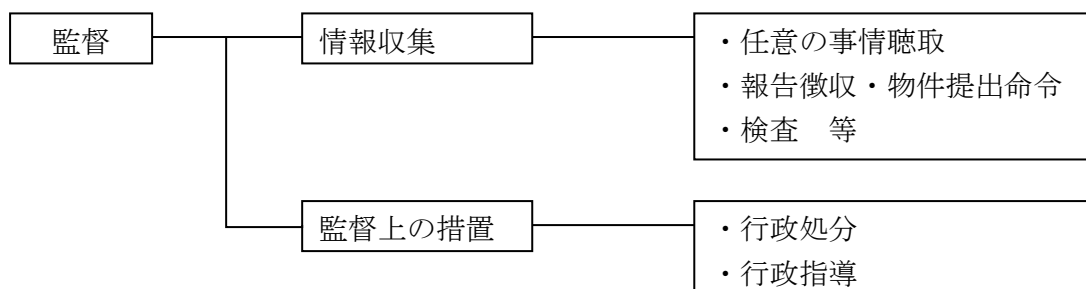 監督
情報収集
・任意の事情聴取
・報告徴収・物件提出命令
・検査　等
監督上の措置
・行政処分
・行政指導